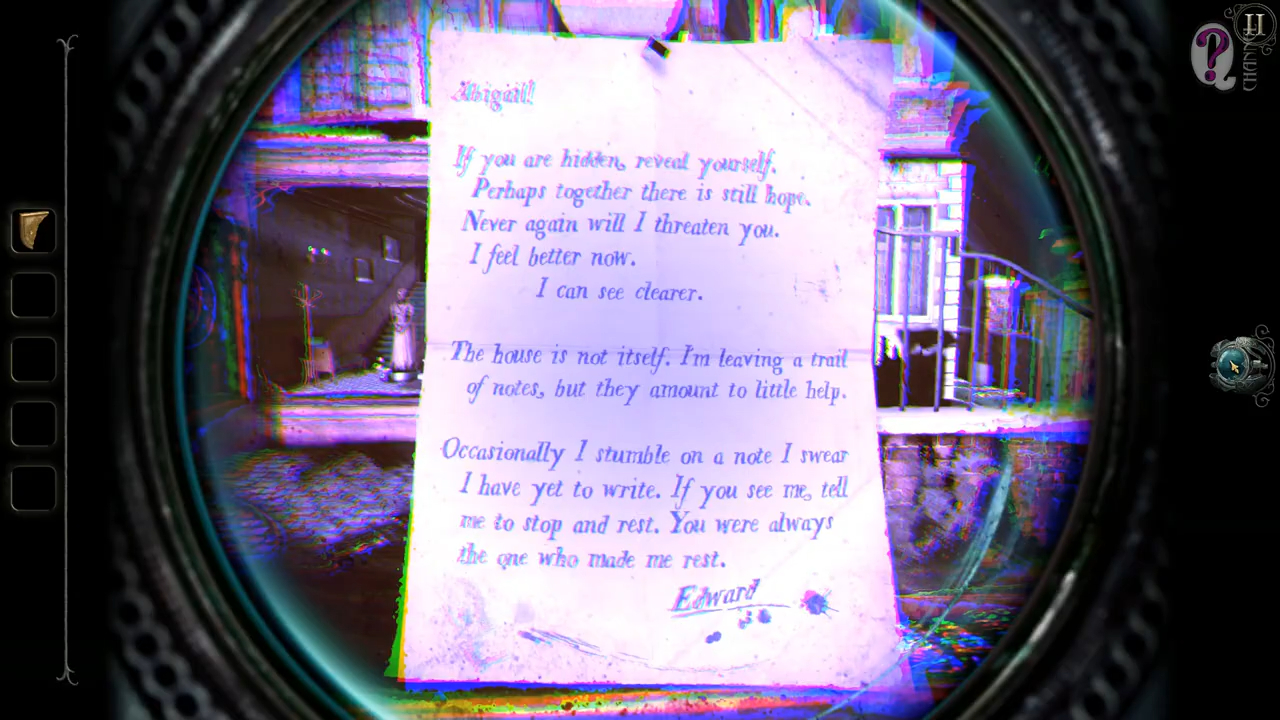 Abigail!
If you are hidden, reveal yourself.
Perhaps together there is still hope.
Never again will I threaten you.
I feel better now.
I can see clearer.
The house is not itself. I'm leaving a trail
of notes, but they amount to little help.
Occasionally I stumble on a note I swear
I have yet to write. If you see me, tell
me to stop and rest. You were always
the one who made me rest.
Edward
?
II